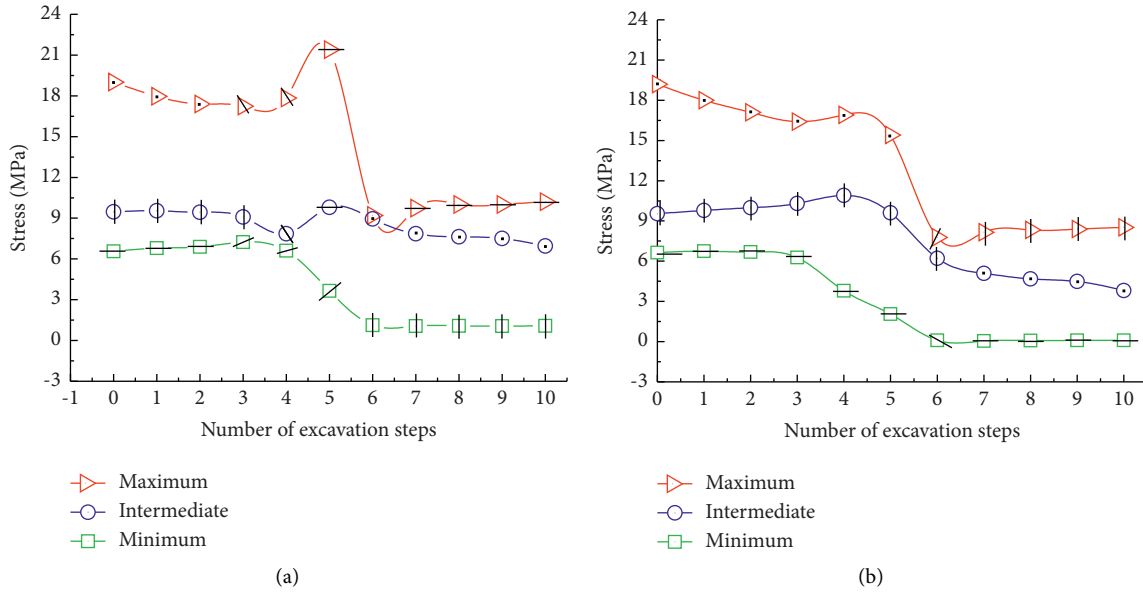 24
21
18
15
12
9
6
3
0
-3
Stress (MPa)
-1 0 1 2 3 4 5 6 7 8 9 10
Number of excavation steps
Maximum
Intermediate
Minimum
(a)
24
21
18
15
12
9
6
3
0
-3
Stress (MPa)
0 1 2 3 4 5 6 7 8 9 10
Number of excavation steps
Maximum
Intermediate
Minimum
(b)